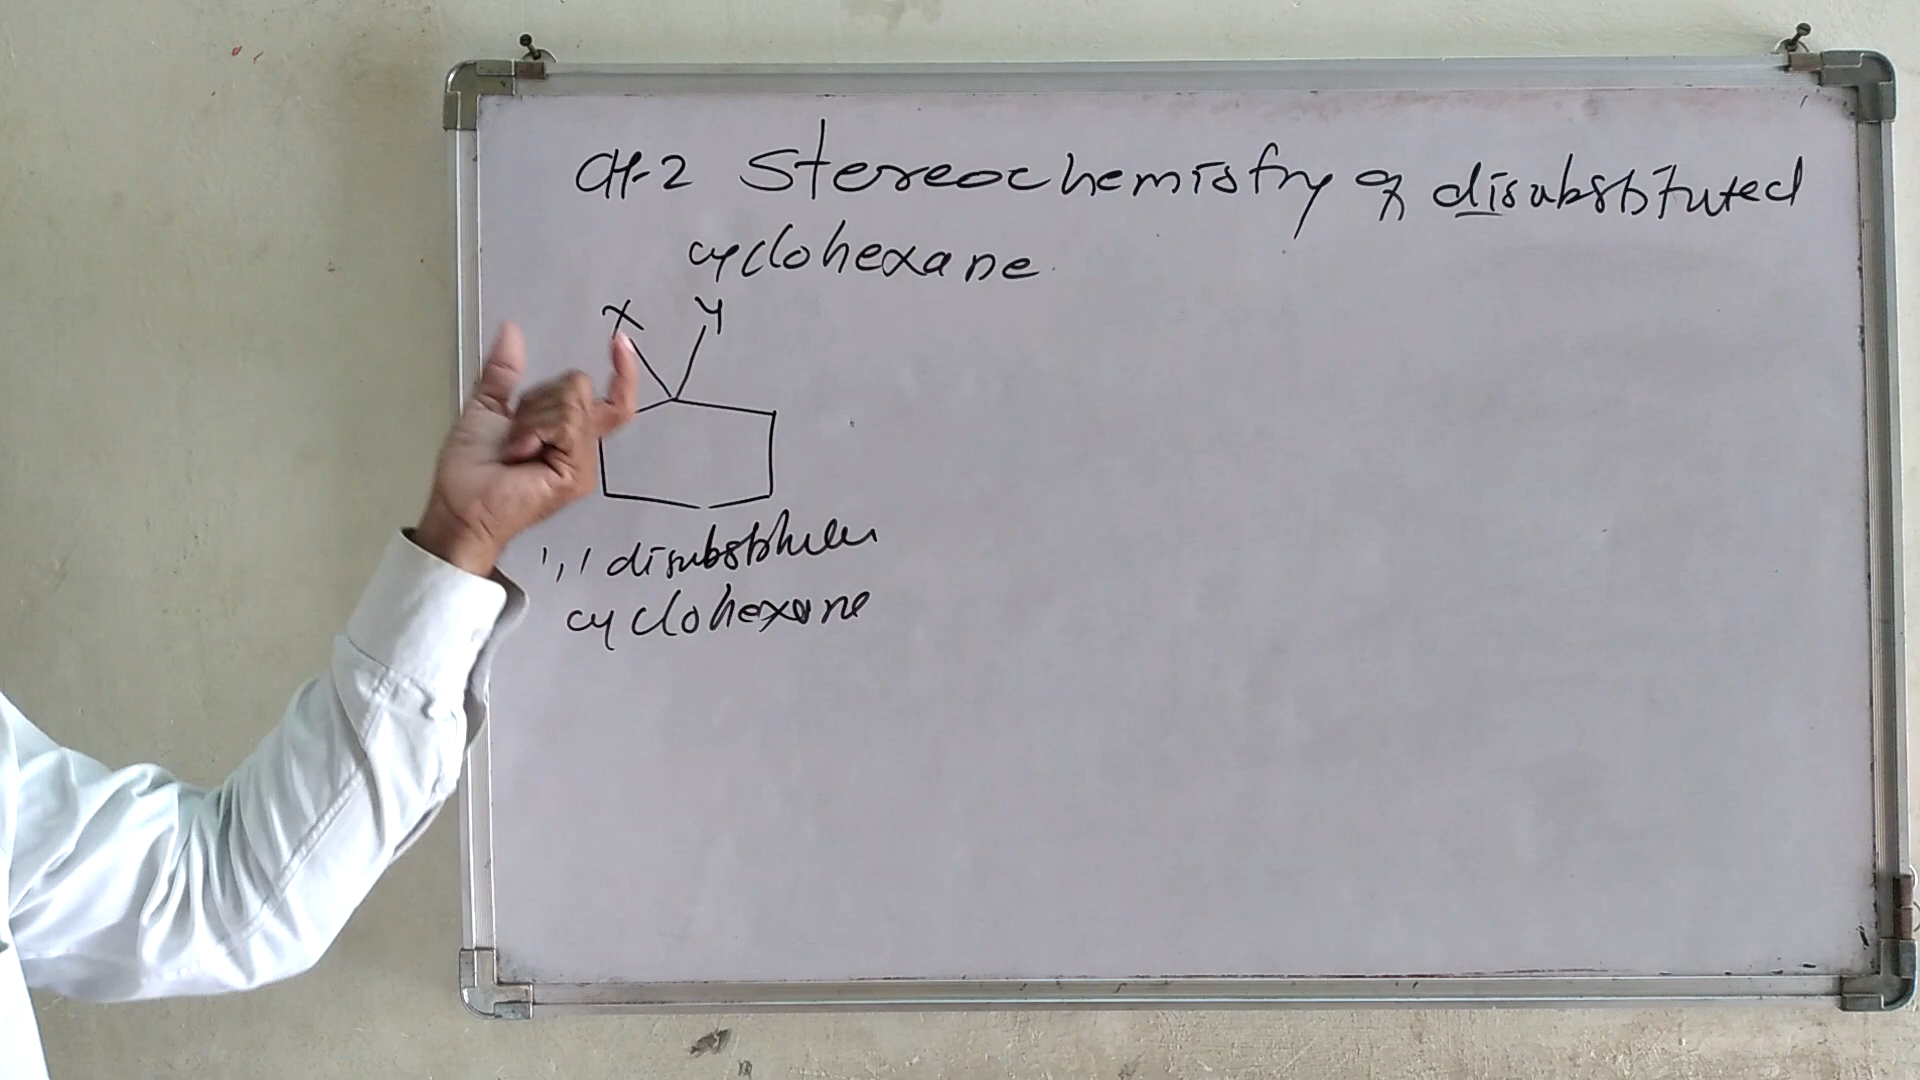 CH-2 Stereochemistry of disubstituted
cyclohexane
X Y
1,1 disubstituted
cyclohexane